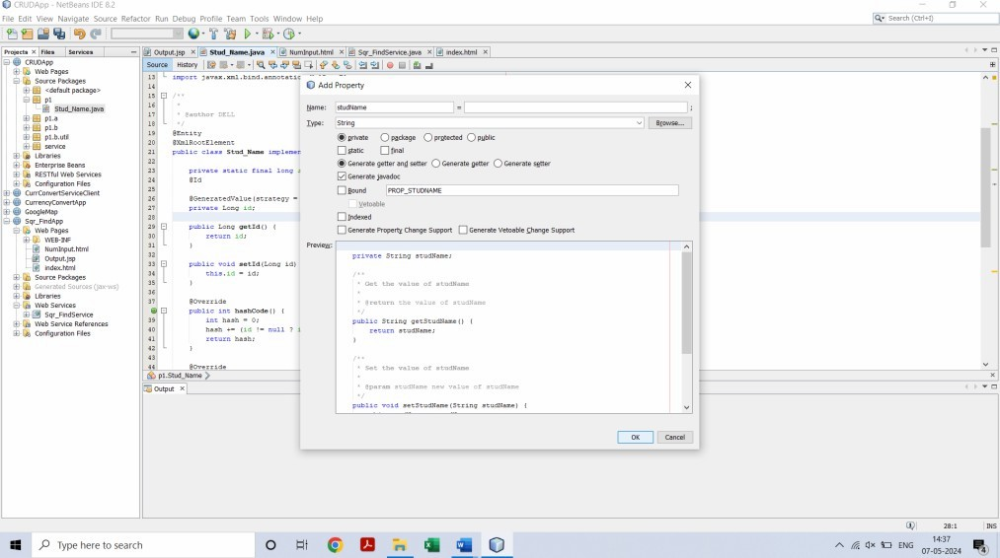 CRUDApp - NetBeans IDE 8.2
File Edit View Navigate Source Refactor Run Debug Profile Team Tools Window Help
Search (Ctrl+I)
Projects Files Services
CRUDApp
Web Pages
Source Packages
<default package>
p1
Stud_Name.java
p1.a
p1.b
p1.b.util
service
Libraries
Enterprise Beans
RESTful Web Services
Configuration Files
CurrConvertServiceClient
CurrencyConvertApp
GoogleMap
Sqr_FindApp
Web Pages
WEB-INF
NumInput.html
Output.jsp
index.html
Source Packages
Generated Sources (jax-ws)
Libraries
Web Services
Sqr_FindService
Web Service References
Configuration Files
Output.jsp Stud_Name.java NumInput.html Sqr_FindService.java index.html
Source History
13 import javax.xml.bind.annotatio
14
15 /**
16 *
17 * @author DELL
18 */
19 @Entity
20 @XmlRootElement
21 public class Stud_Name implemen
22
23 private static final long
24 @Id
25
26 @GeneratedValue(strategy =
27 private Long id;
28
29 public Long getId() {
30 return id;
31 }
32
33 public void setId(Long id)
34 this.id = id;
35 }
36
37 @Override
public int hashCode() {
39 int hash = 0;
40 hash += (id != null ?
41 return hash;
42 }
43
44 @Override
p1.Stud_Name
Output
Add Property
Name: studName = ;
Type: String Browse...
private package protected public
static final
Generate getter and setter Generate getter Generate setter
Generate javadoc
Bound PROP_STUDNAME
Vetoable
Indexed
Generate Property Change Support Generate Vetoable Change Support
Preview:
private String studName;
/**
* Get the value of studName
*
* @return the value of studName
*/
public String getStudName() {
return studName;
}
/**
* Set the value of studName
*
* @param studName new value of studName
*/
public void setStudName(String studName) {
OK Cancel
28:1 INS
Type here to search
ENG
14:37
07-05-2024
4